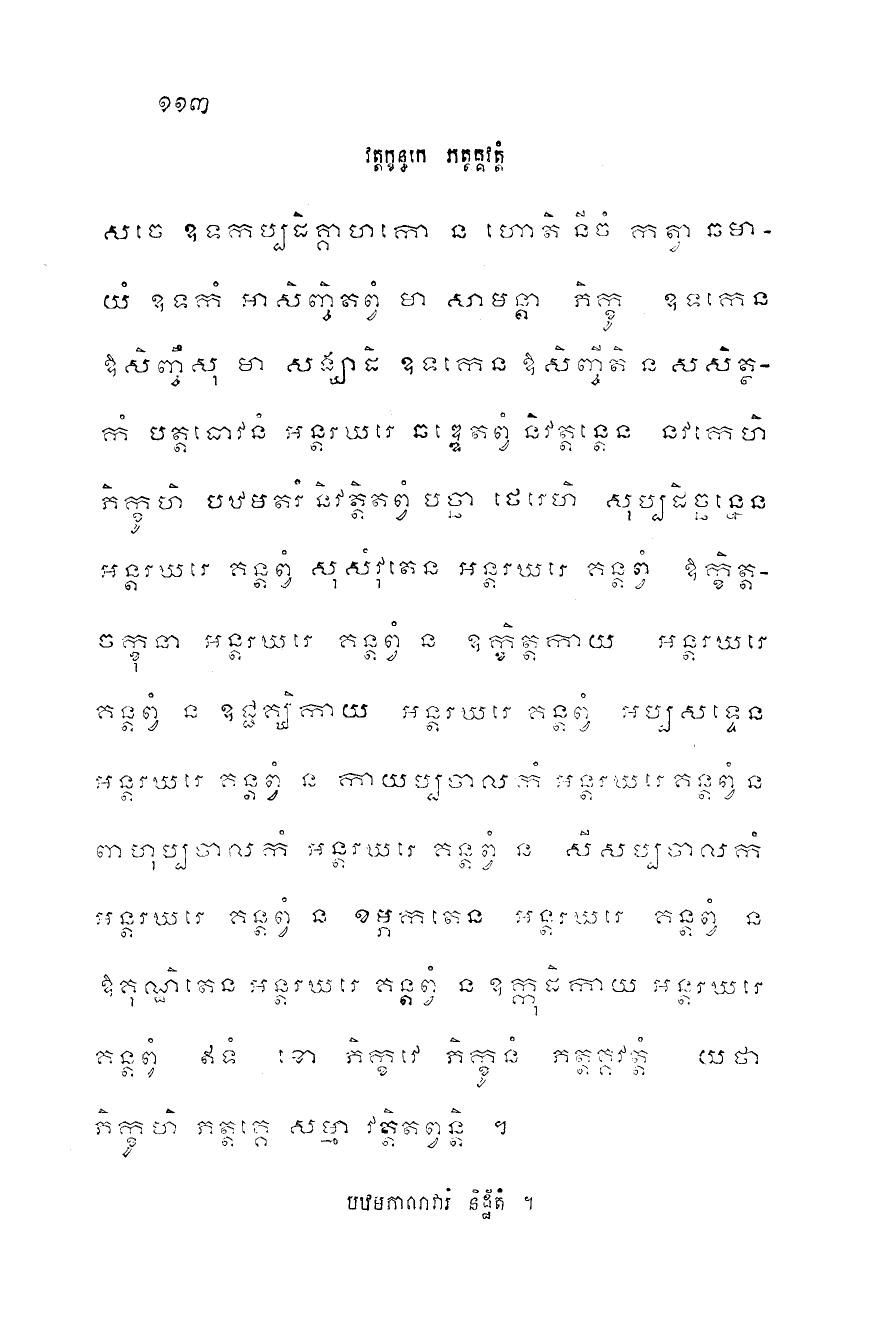 ១១៣
វត្តក្ខន្ធកេ ភត្តគ្គវត្តំ
សចេ ឧទកប្បដិគ្គាហកោ ន ហោតិ នីចំ កត្វា ឆមា-
យំ ឧទកំ អាសិញ្ចិតព្វំ មា សាមន្តា ភិក្ខូ ឧទកេន
ឱសិញ្ចឹសុ មា សង្ឃាដិ ឧទកេន ឱសិញ្ចីតិ ន សសិត្ថ-
កំ បត្តធោវនំ អន្តរឃរេ ឆឌ្ឌេតព្វំ និវត្តន្តេន នវកេហិ
ភិក្ខូហិ បឋមតរំ និវត្តិតព្វំ បច្ឆា ថេរេហិ សុប្បដិច្ឆន្នេន
អន្តរឃរេ គន្តព្វំ សុសំវុតេន អន្តរឃរេ គន្តព្វំ ឱក្ខិត្ត-
ចក្ខុនា អន្តរឃរេ គន្តព្វំ ន ឧក្ខិត្តកាយ អន្តរឃរេ
គន្តព្វំ ន ឧជ្ជគ្ឃិកាយ អន្តរឃរេ គន្តព្វំ អប្បសទ្ទេន
អន្តរឃរេ គន្តព្វំ ន កាយប្បចាលកំ អន្តរឃរេ គន្តព្វំ ន
ពាហុប្បចាលកំ អន្តរឃរេ គន្តព្វំ ន សីសប្បចាលកំ
អន្តរឃរេ គន្តព្វំ ន ខម្ភកតេន អន្តរឃរេ គន្តព្វំ ន
ឱគុណ្ឋិតេន អន្តរឃរេ គន្តព្វំ ន ឧក្កុដិកាយ អន្តរឃរេ
គន្តព្វំ ឥទំ ខោ ភិក្ខវេ ភិក្ខូនំ ភត្តគ្គវត្តំ យថា
ភិក្ខូហិ ភត្តគ្គេ សម្មា វត្តិតព្វន្តិ ។
បឋមភាណវារំ និដ្ឋិតំ ។